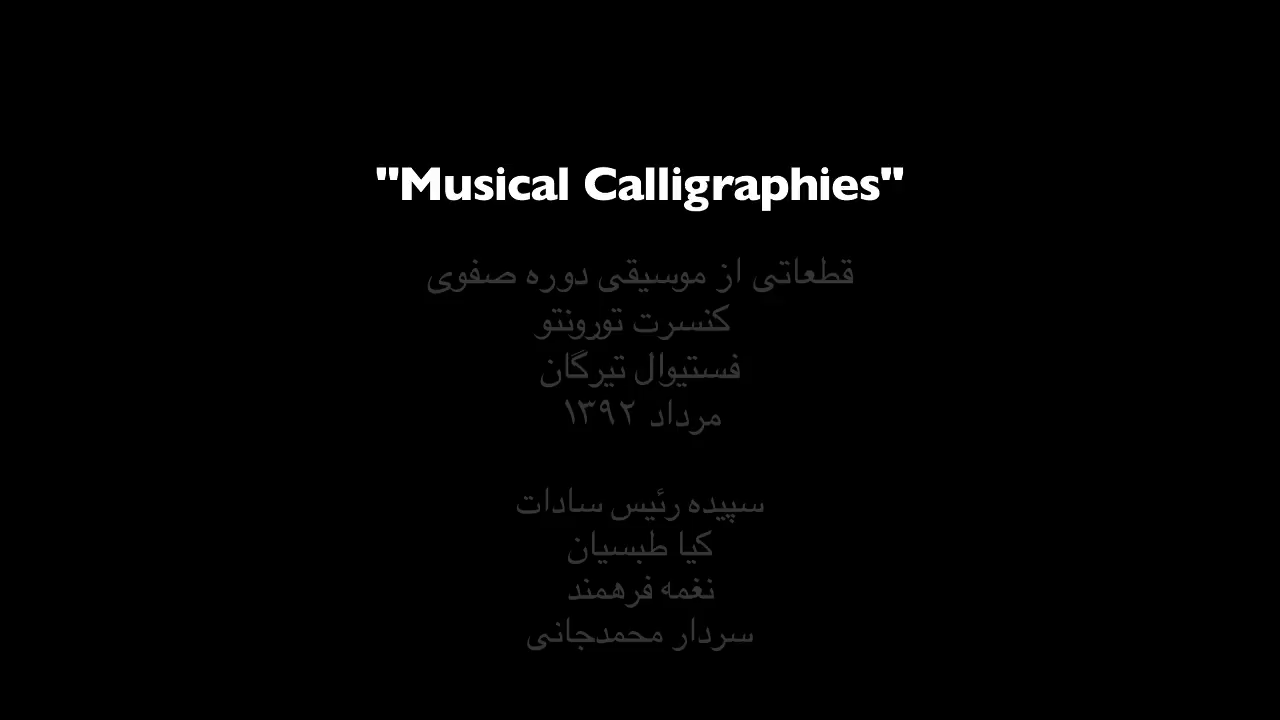 "Musical Calligraphies"
قطعاتی از موسیقی دوره صفوی
کنسرت تورونتو
فستیوال تیرگان
مرداد ۱۳۹۲
سپیده رئیس سادات
کیا طبسیان
نغمه فرهمند
سردار محمدجانی